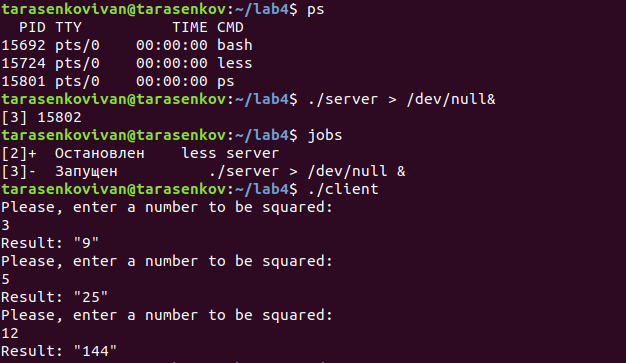 tarasenkovivan@tarasenkov:~/lab4$ ps
  PID TTY          TIME CMD
15692 pts/0    00:00:00 bash
15724 pts/0    00:00:00 less
15801 pts/0    00:00:00 ps
tarasenkovivan@tarasenkov:~/lab4$ ./server > /dev/null&
[3] 15802
tarasenkovivan@tarasenkov:~/lab4$ jobs
[2]+  Остановлен    less server
[3]-  Запущен          ./server > /dev/null &
tarasenkovivan@tarasenkov:~/lab4$ ./client
Please, enter a number to be squared:
3
Result: "9"
Please, enter a number to be squared:
5
Result: "25"
Please, enter a number to be squared:
12
Result: "144"